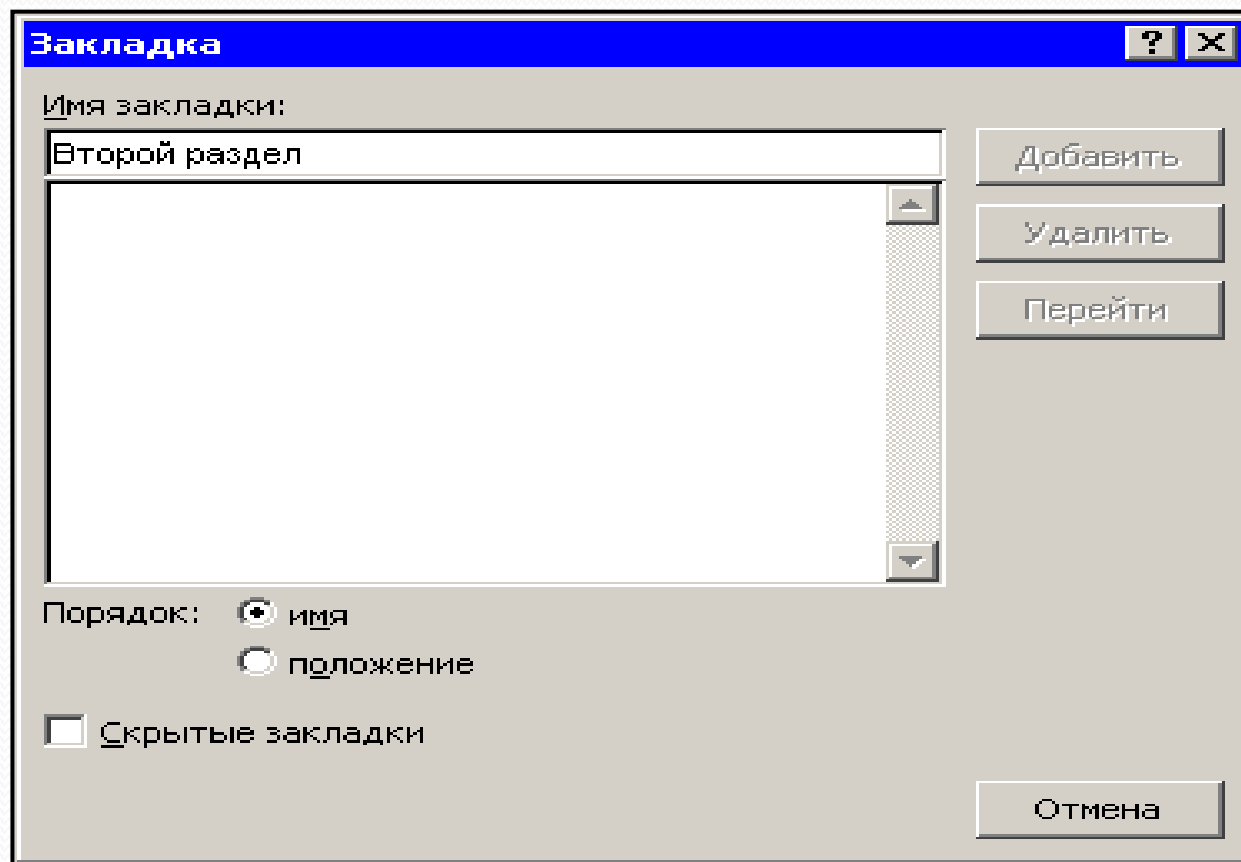 Закладка
Имя закладки:
Второй раздел
Добавить
Удалить
Перейти
Порядок: имя
положение
Скрытые закладки
Отмена